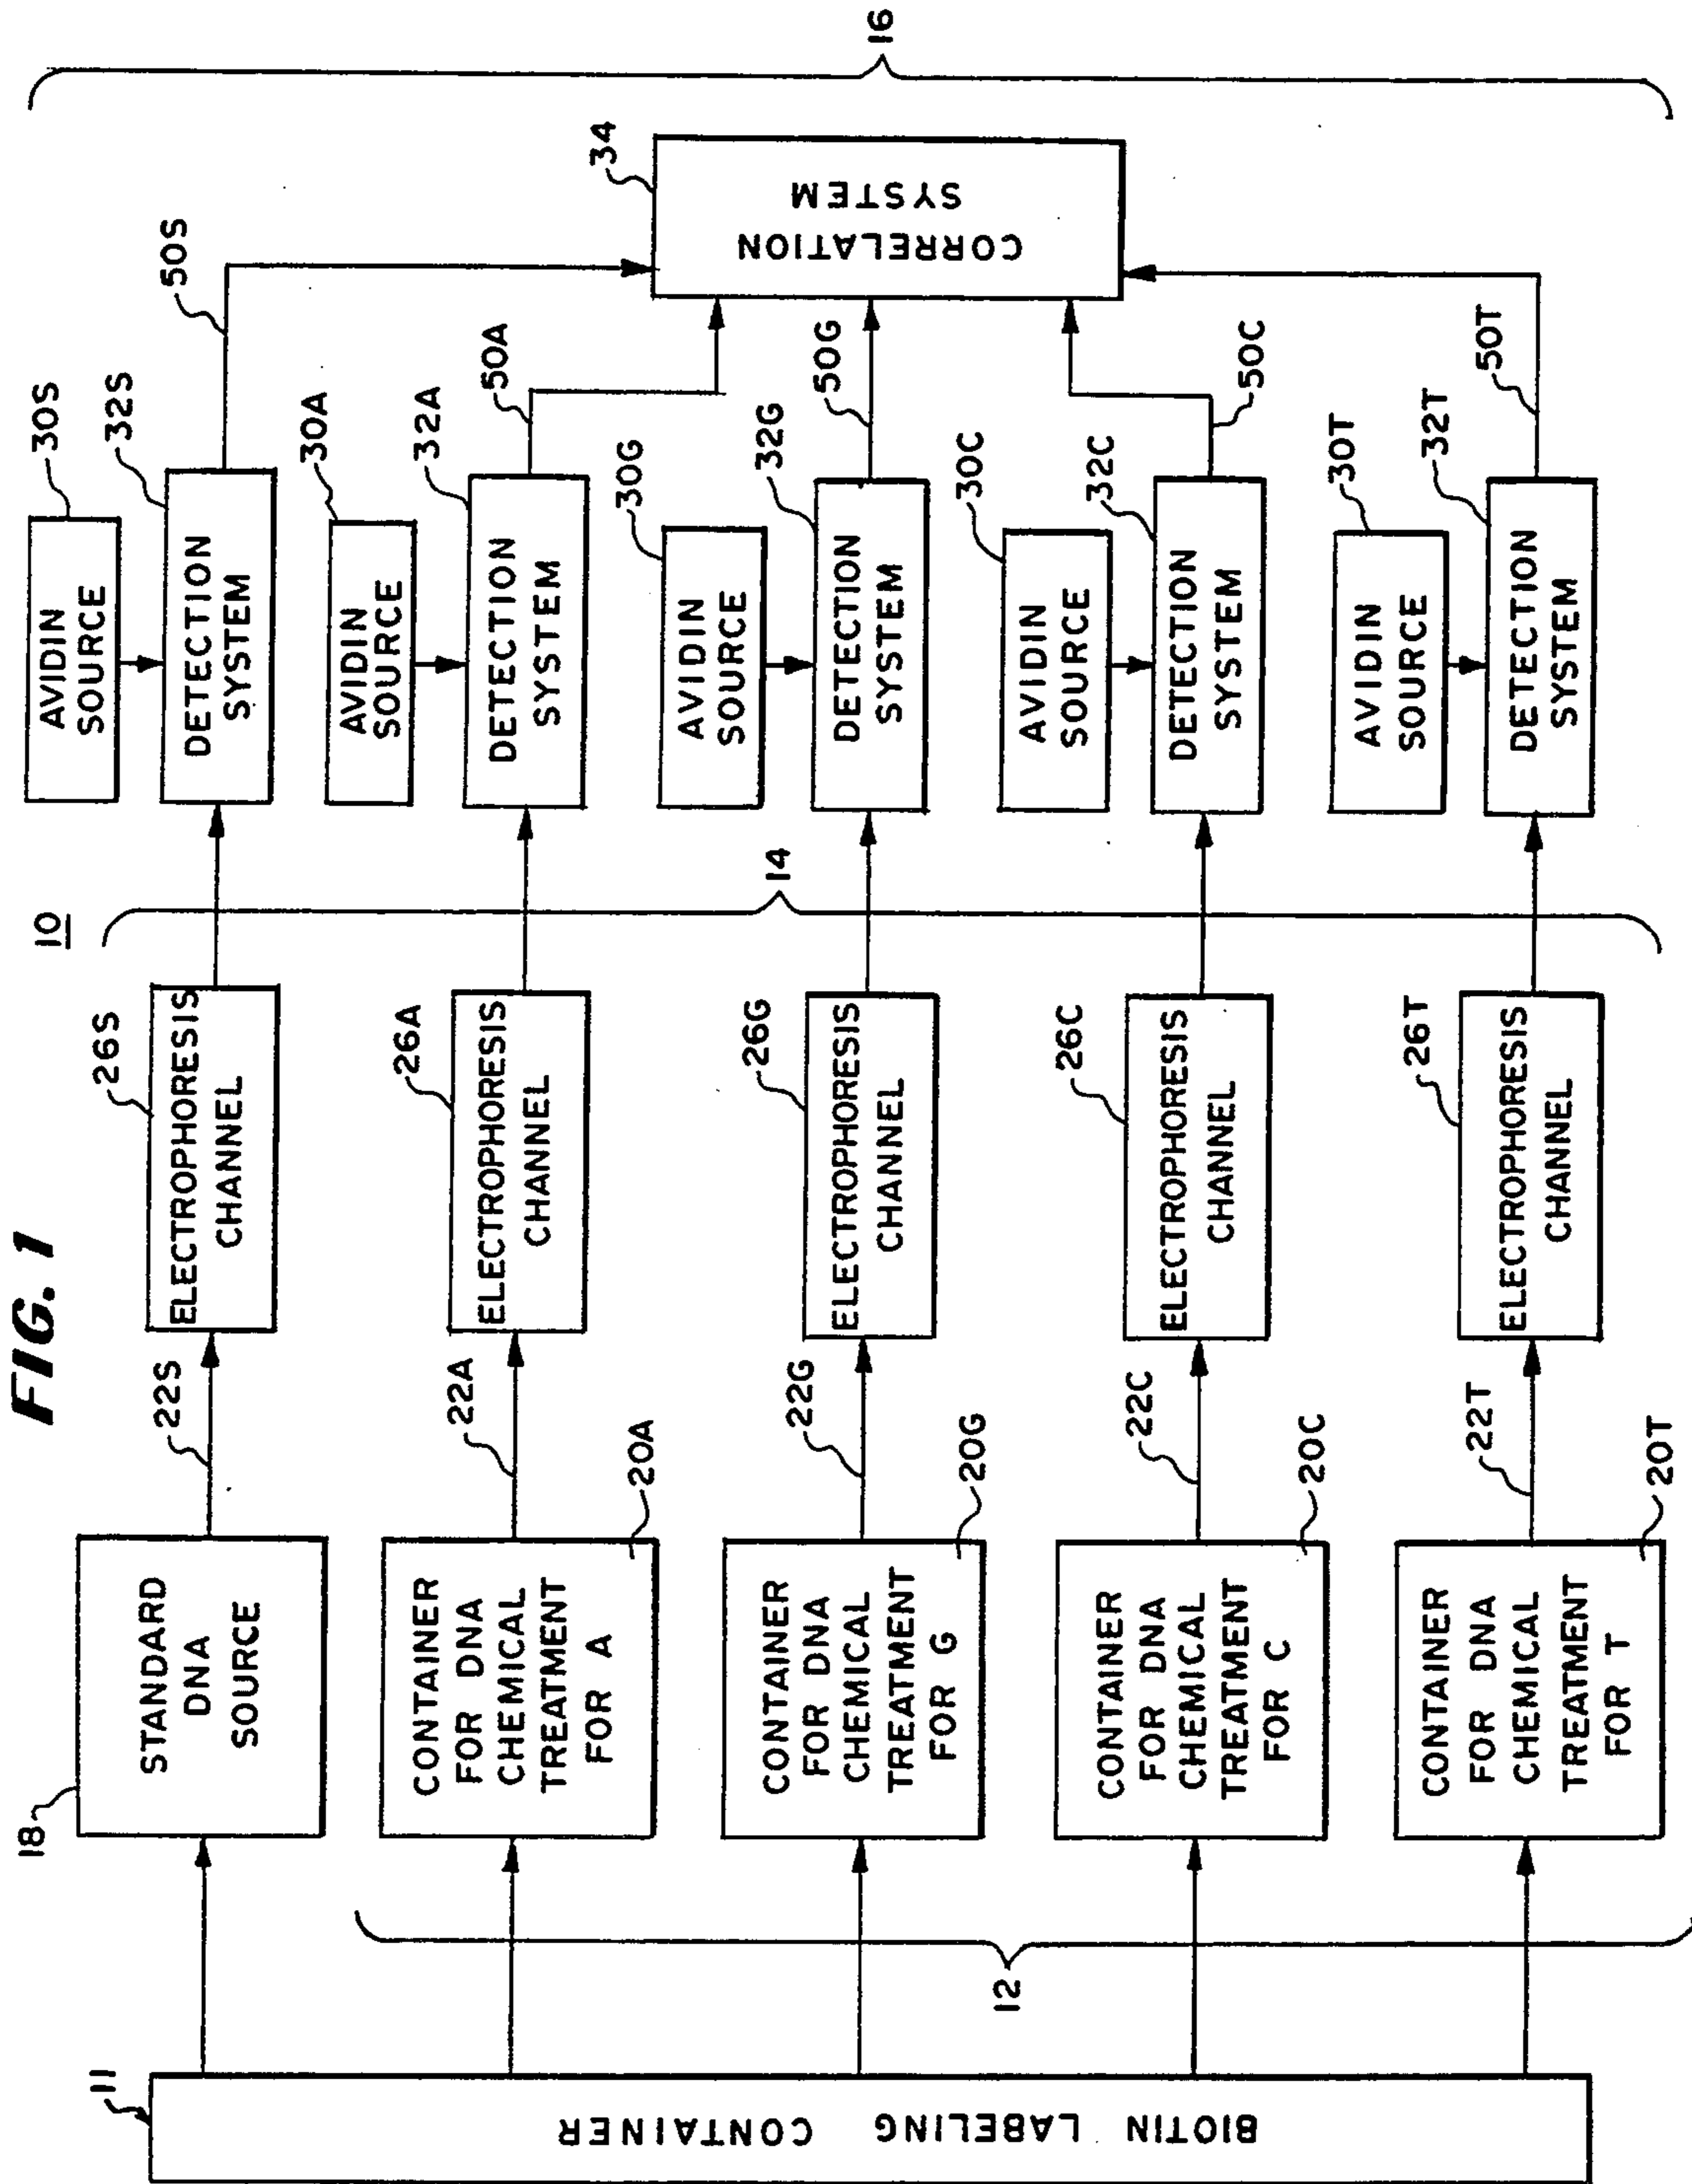 FIG. 1
10
11
BIOTIN LABELING CONTAINER
12
18
STANDARD
DNA
SOURCE
22S
26S
ELECTROPHORESIS
CHANNEL
14
AVIDIN
SOURCE
30S
DETECTION
SYSTEM
32S
50S
CONTAINER
FOR DNA
CHEMICAL
TREATMENT
FOR A
20A
22A
26A
ELECTROPHORESIS
CHANNEL
AVIDIN
SOURCE
30A
DETECTION
SYSTEM
32A
50A
CONTAINER
FOR DNA
CHEMICAL
TREATMENT
FOR G
20G
22G
26G
ELECTROPHORESIS
CHANNEL
AVIDIN
SOURCE
30G
DETECTION
SYSTEM
32G
50G
CONTAINER
FOR DNA
CHEMICAL
TREATMENT
FOR C
20C
22C
26C
ELECTROPHORESIS
CHANNEL
AVIDIN
SOURCE
30C
DETECTION
SYSTEM
32C
50C
CONTAINER
FOR DNA
CHEMICAL
TREATMENT
FOR T
20T
22T
26T
ELECTROPHORESIS
CHANNEL
AVIDIN
SOURCE
30T
DETECTION
SYSTEM
32T
50T
34
CORRELATION
SYSTEM
16